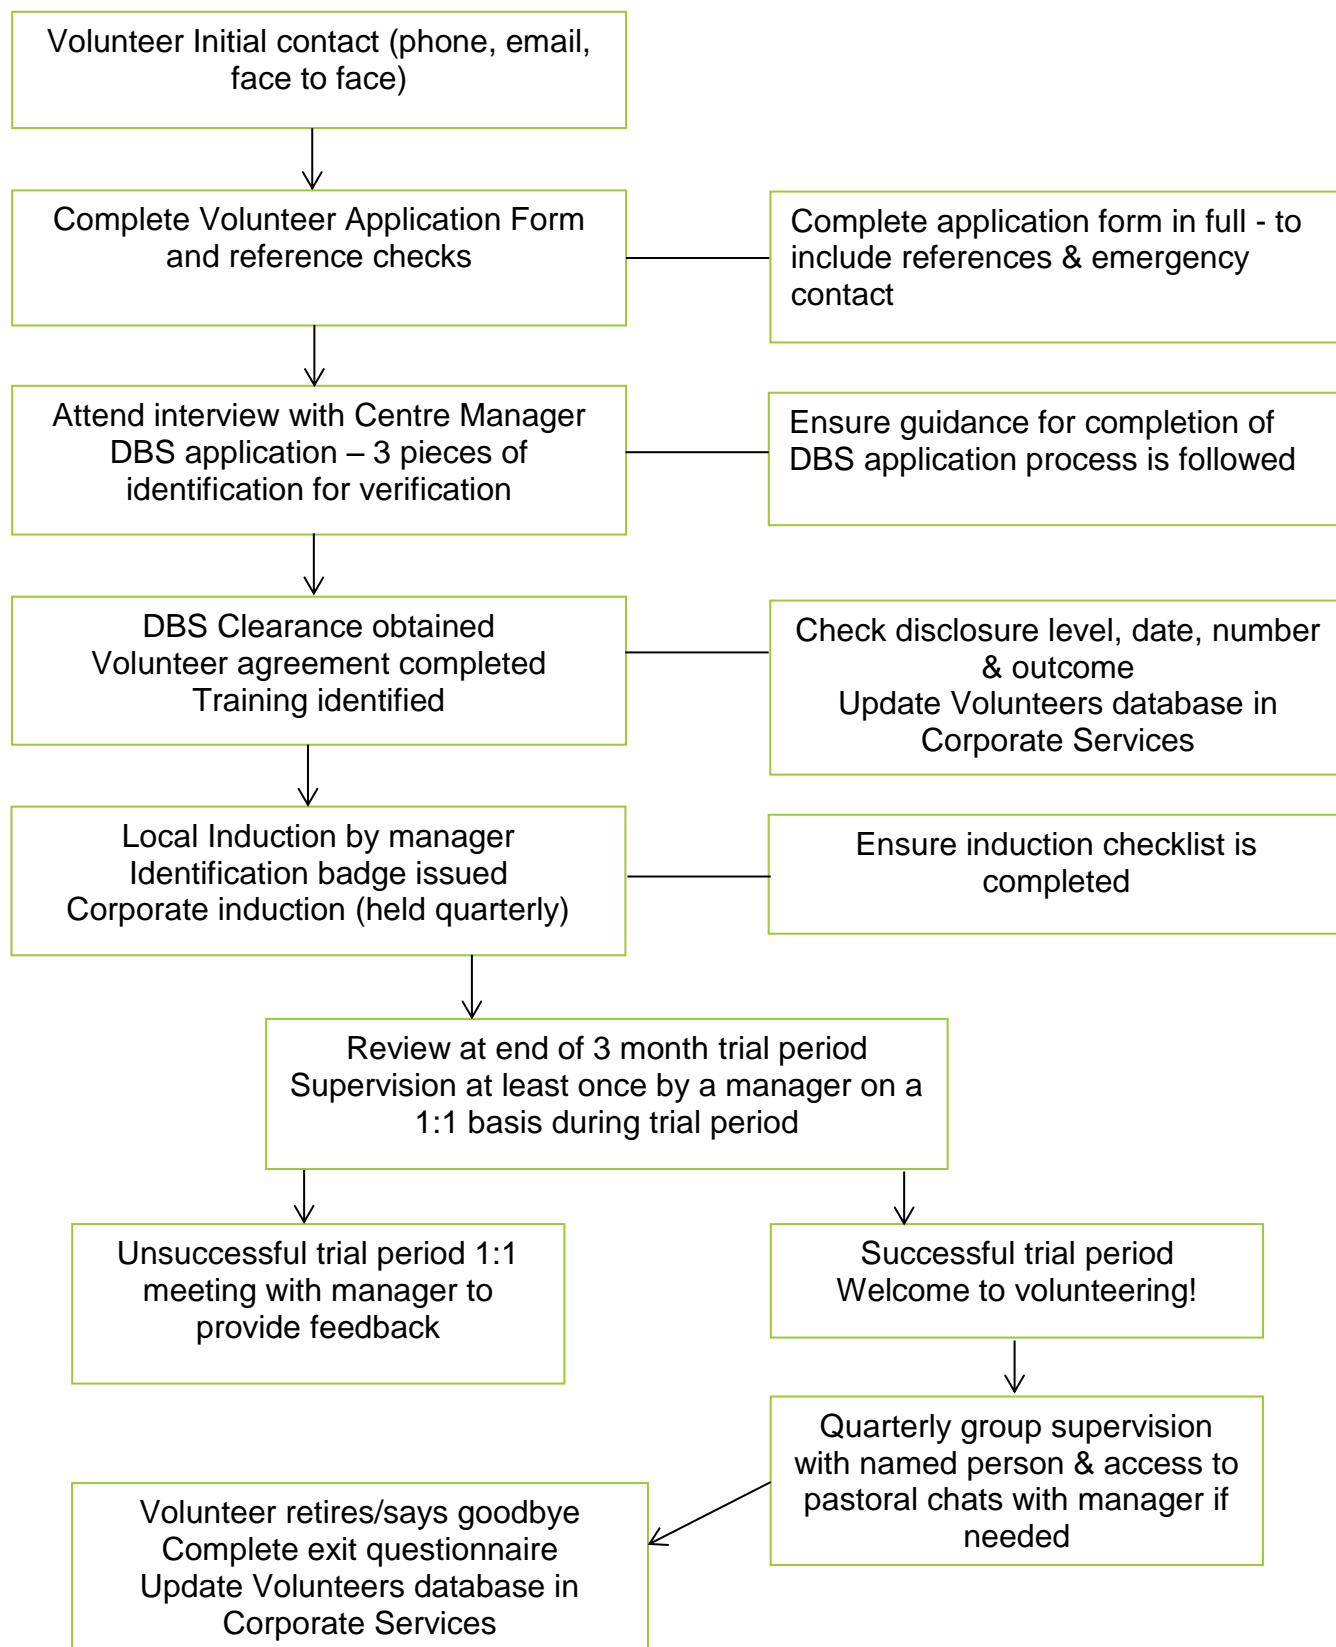 Volunteer Initial contact (phone, email,
face to face)
Complete Volunteer Application Form
and reference checks
Complete application form in full - to
include references & emergency
contact
Attend interview with Centre Manager
DBS application – 3 pieces of
identification for verification
Ensure guidance for completion of
DBS application process is followed
DBS Clearance obtained
Volunteer agreement completed
Training identified
Check disclosure level, date, number
& outcome
Update Volunteers database in
Corporate Services
Local Induction by manager
Identification badge issued
Corporate induction (held quarterly)
Ensure induction checklist is
completed
Review at end of 3 month trial period
Supervision at least once by a manager on a
1:1 basis during trial period
Unsuccessful trial period 1:1
meeting with manager to
provide feedback
Successful trial period
Welcome to volunteering!
Quarterly group supervision
with named person & access to
pastoral chats with manager if
needed
Volunteer retires/says goodbye
Complete exit questionnaire
Update Volunteers database in
Corporate Services